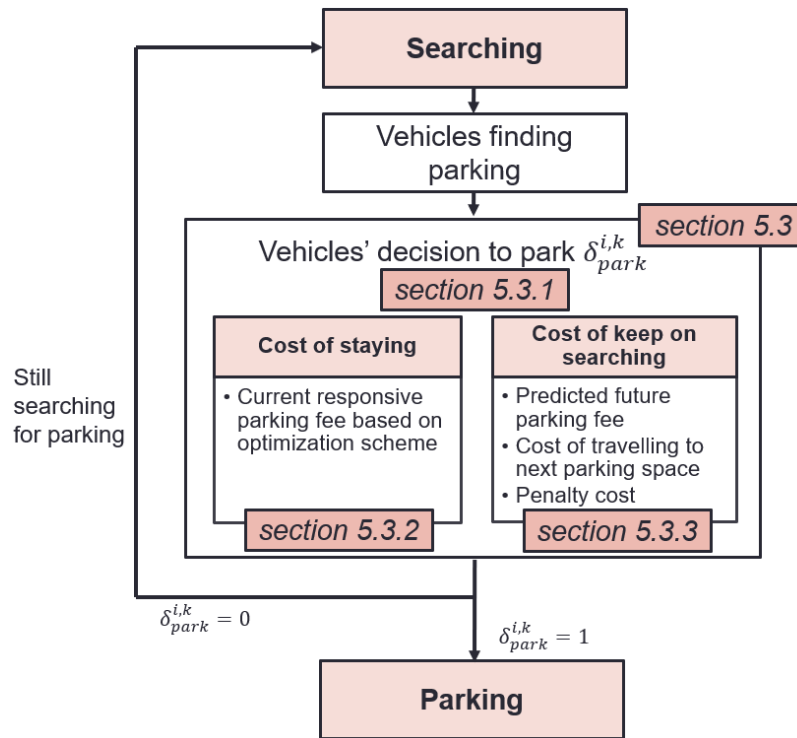 Searching
Vehicles finding
parking
section 5.3
Vehicles' decision to park $\delta_{park}^{i,k}$
section 5.3.1
Cost of staying
• Current responsive
parking fee based on
optimization scheme
section 5.3.2
Cost of keep on
searching
• Predicted future
parking fee
• Cost of travelling to
next parking space
• Penalty cost
section 5.3.3
Still
searching
for parking
$\delta_{park}^{i,k} = 0$
$\delta_{park}^{i,k} = 1$
Parking